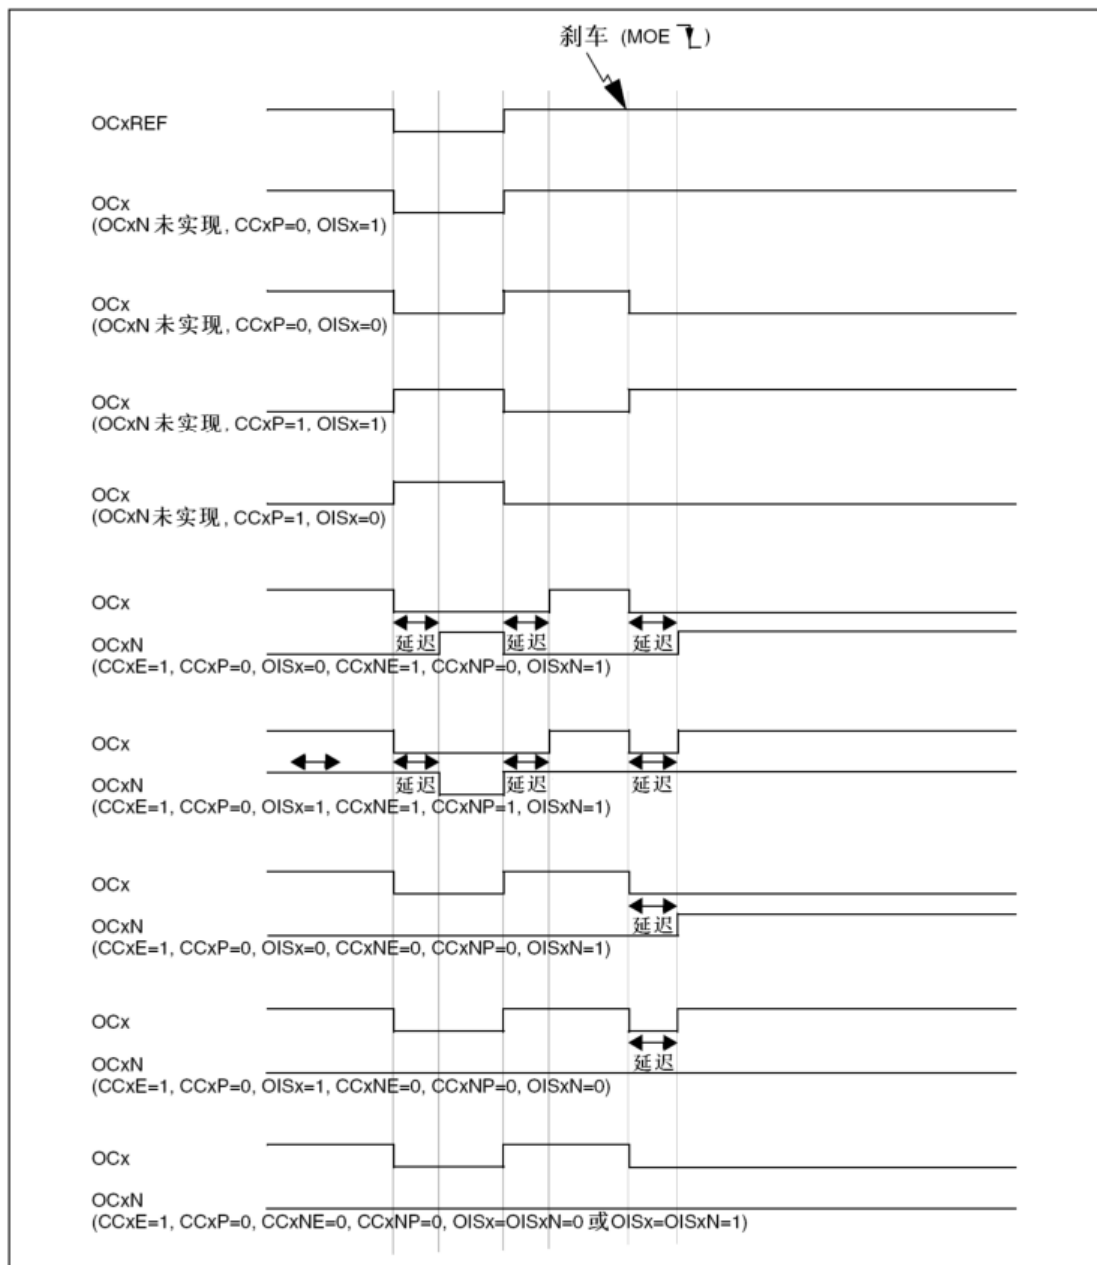 刹车 (MOE )
OCxREF
OCx
(OCxN 未实现, CCxP=0, OISx=1)
OCx
(OCxN 未实现, CCxP=0, OISx=0)
OCx
(OCxN 未实现, CCxP=1, OISx=1)
OCx
(OCxN 未实现, CCxP=1, OISx=0)
OCx
OCxN
延迟 延迟 延迟
(CCxE=1, CCxP=0, OISx=0, CCxNE=1, CCxNP=0, OISxN=1)
OCx
OCxN
延迟 延迟 延迟
(CCxE=1, CCxP=0, OISx=1, CCxNE=1, CCxNP=1, OISxN=1)
OCx
OCxN
延迟
(CCxE=1, CCxP=0, OISx=0, CCxNE=0, CCxNP=0, OISxN=1)
OCx
OCxN
延迟
(CCxE=1, CCxP=0, OISx=1, CCxNE=0, CCxNP=0, OISxN=0)
OCx
OCxN
(CCxE=1, CCxP=0, CCxNE=0, CCxNP=0, OISx=OISxN=0 或OISx=OISxN=1)